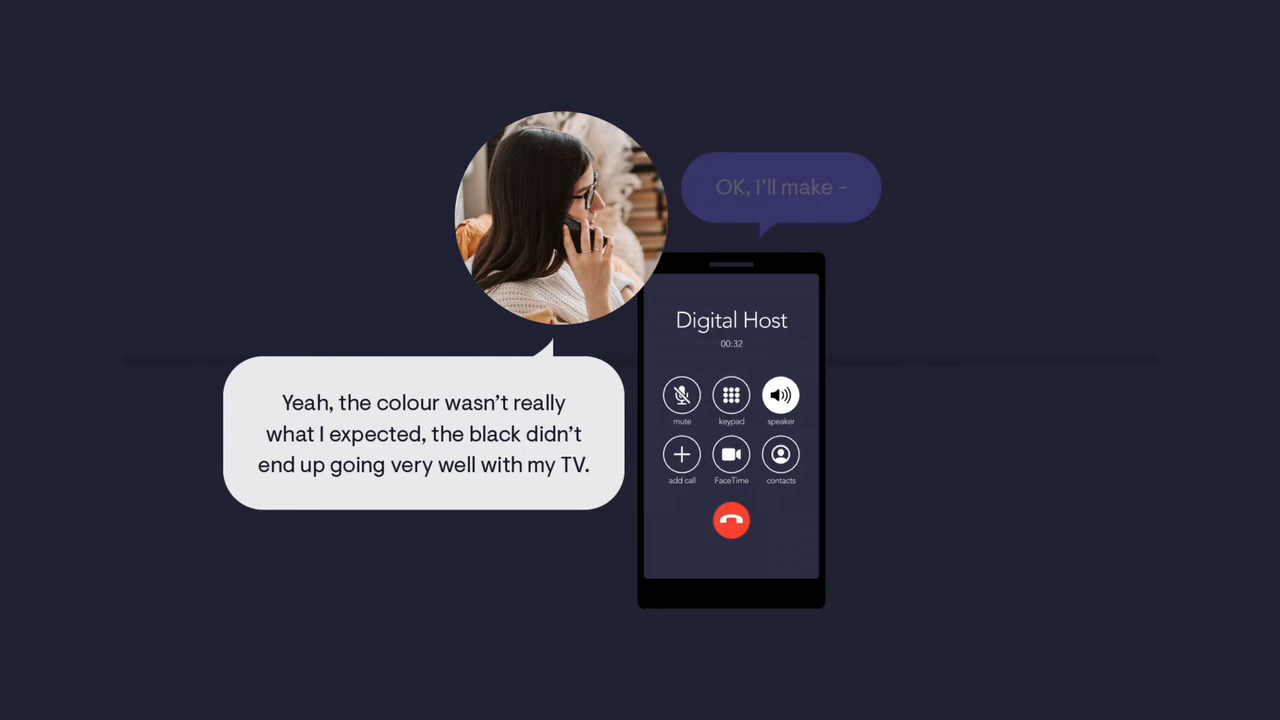 OK, I'll make -
Digital Host
00:32
Yeah, the colour wasn't really
what I expected, the black didn't
end up going very well with my TV.
mute
keypad
speaker
add call
FaceTime
contacts